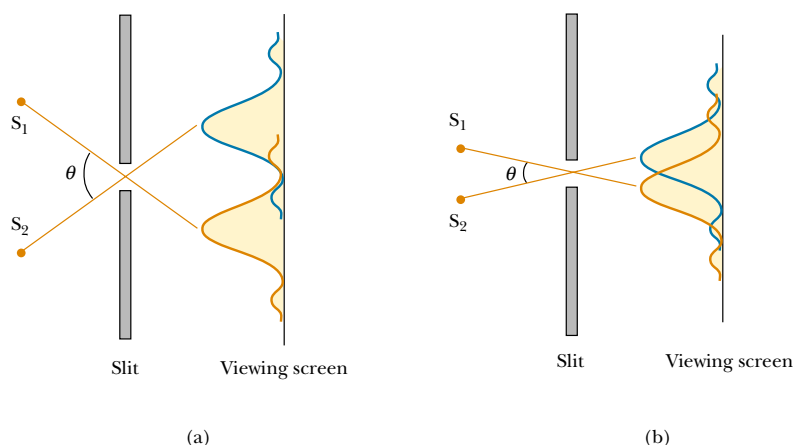 S1
θ
S2
Slit
Viewing screen
(a)
S1
θ
S2
Slit
Viewing screen
(b)